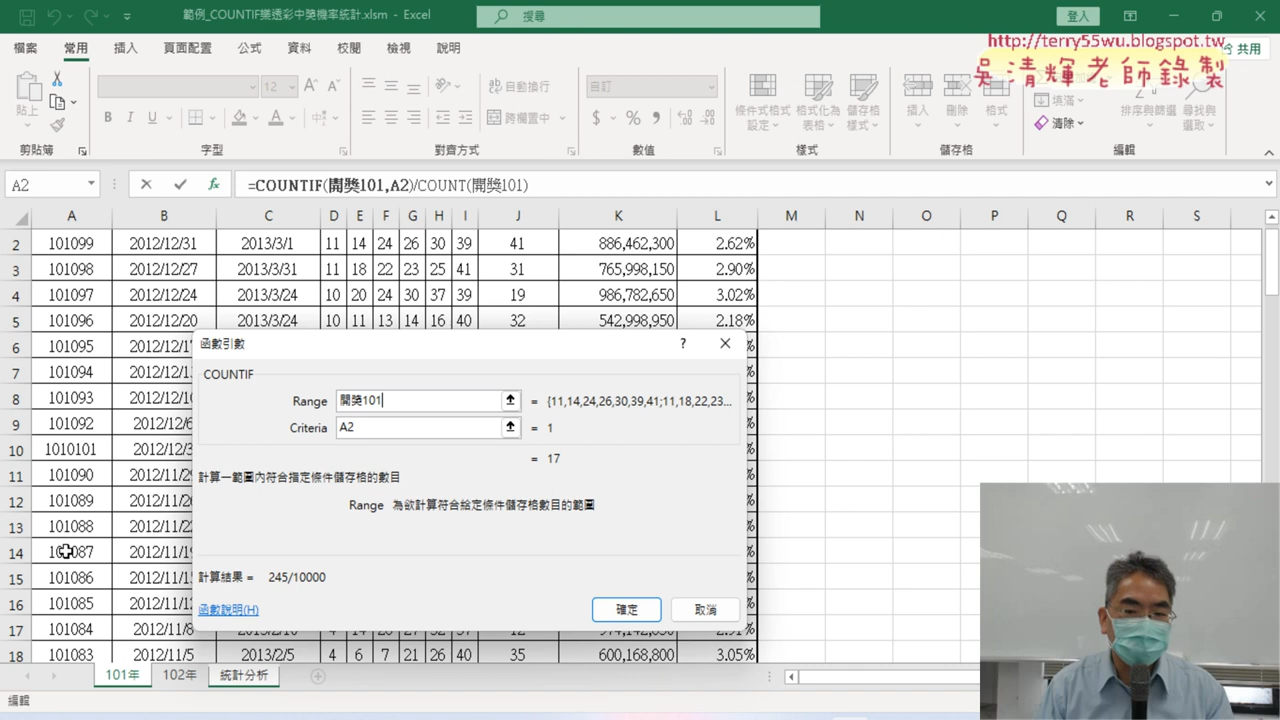 範例_COUNTIF樂透彩中獎機率統計.xlsm - Excel
搜尋
登入
檔案 常用 插入 頁面配置 公式 資料 校閱 檢視 說明
共用
http://terry55wu.blogspot.tw
吳清輝老師錄製
貼上
12
自動換行
跨欄置中
自訂
條件式格式設定
格式化為表格
儲存格樣式
插入 刪除 格式
填滿
清除
排序與篩選
尋找與選取
剪貼簿 字型 對齊方式 數值 樣式 儲存格 編輯
A2
=COUNTIF(開獎101,A2)/COUNT(開獎101)
A B C D E F G H I J K L M N O P Q R S
2 101099 2012/12/31 2013/3/1 11 14 24 26 30 39 41 886,462,300 2.62%
3 101098 2012/12/27 2013/3/31 11 18 22 23 25 41 31 765,998,150 2.90%
4 101097 2012/12/24 2013/3/24 10 20 24 30 37 39 19 986,782,650 3.02%
5 101096 2012/12/20 2013/3/24 10 11 13 14 16 40 32 542,998,950 2.18%
6 101095
7 101094
8 101093
9 101092
10 1010101
11 101090
12 101089
13 101088
14 101087
15 101086
16 101085
17 101084 2012/11/8
18 101083 2012/11/5 2013/2/5 4 6 7 21 26 40 35 600,168,800 3.05%
函數引數 ?
COUNTIF
Range 開獎101 = {11,14,24,26,30,39,41;11,18,22,23...
Criteria A2 = 1
= 17
計算一範圍內符合指定條件儲存格的數目
Range 為欲計算符合給定條件儲存格數目的範圍
計算結果 = 245/10000
函數說明(H)
確定 取消
101年 102年 統計分析
編輯